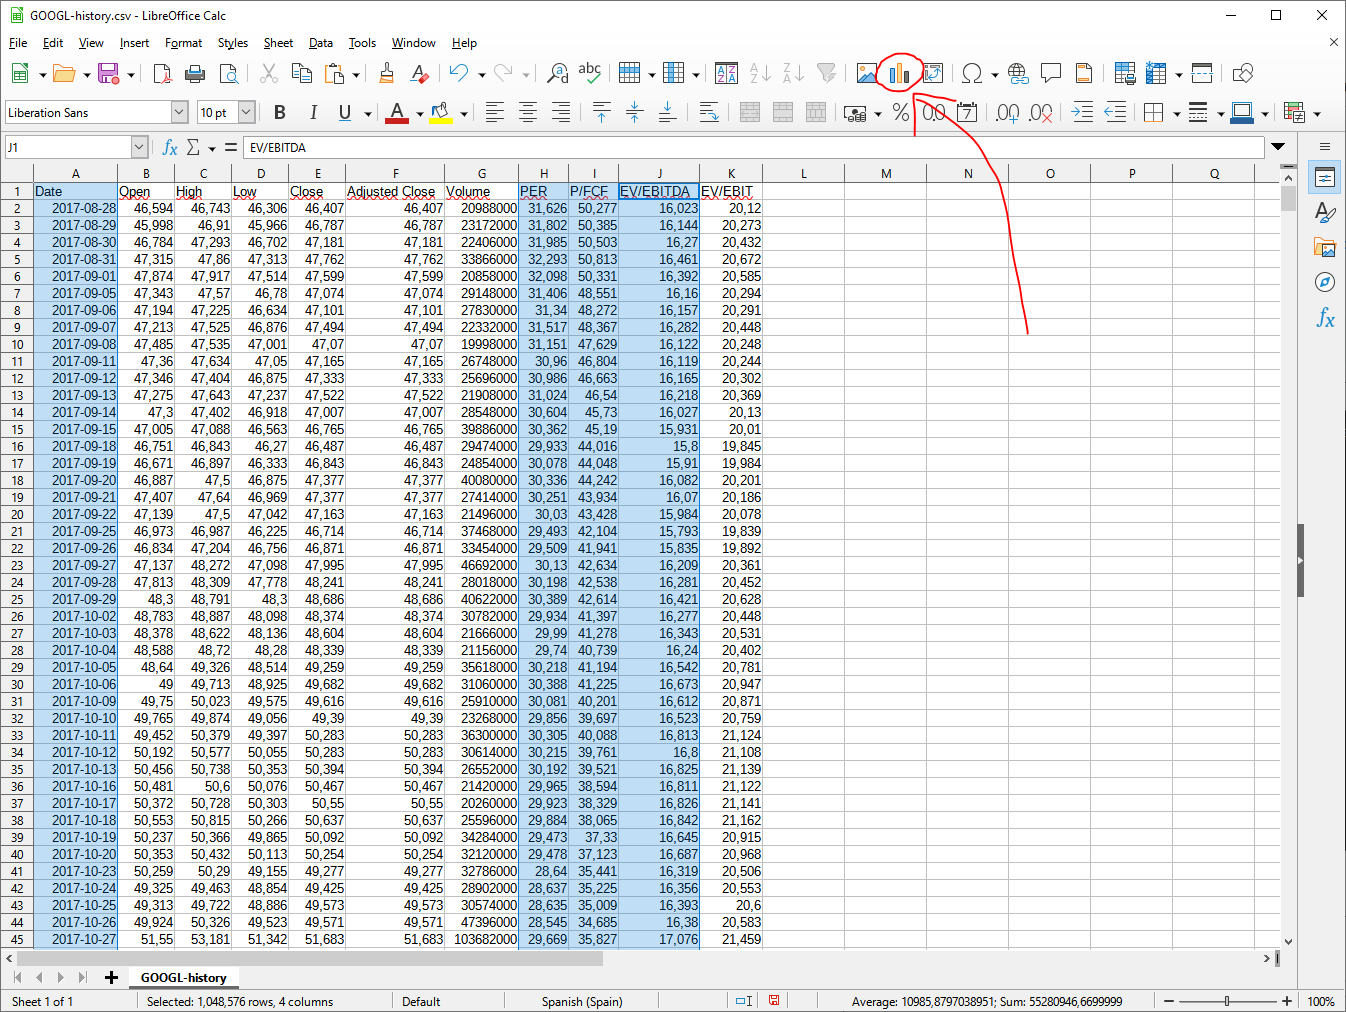 GOOGL-history.csv - LibreOffice Calc
File Edit View Insert Format Styles Sheet Data Tools Window Help
Liberation Sans 10 pt B I U A % 0.0 7 .00 .00
J1 fx Σ = EV/EBITDA
A B C D E F G H I J K L M N O P Q
1 Date Open High Low Close Adjusted Close Volume PER P/FCF EV/EBITDA EV/EBIT
2 2017-08-28 46,594 46,743 46,306 46,407 46,407 20988000 31,626 50,277 16,023 20,12
3 2017-08-29 45,998 46,91 45,966 46,787 46,787 23172000 31,802 50,385 16,144 20,273
4 2017-08-30 46,784 47,293 46,702 47,181 47,181 22406000 31,985 50,503 16,27 20,432
5 2017-08-31 47,315 47,86 47,313 47,762 47,762 33866000 32,293 50,813 16,461 20,672
6 2017-09-01 47,874 47,917 47,514 47,599 47,599 20858000 32,098 50,331 16,392 20,585
7 2017-09-05 47,343 47,57 46,78 47,074 47,074 29148000 31,406 48,551 16,16 20,294
8 2017-09-06 47,194 47,225 46,634 47,101 47,101 27830000 31,34 48,272 16,157 20,291
9 2017-09-07 47,213 47,525 46,876 47,494 47,494 22332000 31,517 48,367 16,282 20,448
10 2017-09-08 47,485 47,535 47,001 47,07 47,07 19998000 31,151 47,629 16,122 20,248
11 2017-09-11 47,36 47,634 47,05 47,165 47,165 26748000 30,96 46,804 16,119 20,244
12 2017-09-12 47,346 47,404 46,875 47,333 47,333 25696000 30,986 46,663 16,165 20,302
13 2017-09-13 47,275 47,643 47,237 47,522 47,522 21908000 31,024 46,54 16,218 20,369
14 2017-09-14 47,3 47,402 46,918 47,007 47,007 28548000 30,604 45,73 16,027 20,13
15 2017-09-15 47,005 47,088 46,563 46,765 46,765 39886000 30,362 45,19 15,931 20,01
16 2017-09-18 46,751 46,843 46,27 46,487 46,487 29474000 29,933 44,016 15,8 19,845
17 2017-09-19 46,671 46,897 46,333 46,843 46,843 24854000 30,078 44,048 15,91 19,984
18 2017-09-20 46,887 47,5 46,875 47,377 47,377 40080000 30,336 44,242 16,082 20,201
19 2017-09-21 47,407 47,64 46,969 47,377 47,377 27414000 30,251 43,934 16,07 20,186
20 2017-09-22 47,139 47,5 47,042 47,163 47,163 21496000 30,03 43,428 15,984 20,078
21 2017-09-25 46,973 46,987 46,225 46,714 46,714 37468000 29,493 42,104 15,793 19,839
22 2017-09-26 46,834 47,204 46,756 46,871 46,871 33454000 29,509 41,941 15,835 19,892
23 2017-09-27 47,137 48,272 47,098 47,995 47,995 46692000 30,13 42,634 16,209 20,361
24 2017-09-28 47,813 48,309 47,778 48,241 48,241 28018000 30,198 42,538 16,281 20,452
25 2017-09-29 48,3 48,791 48,3 48,686 48,686 40622000 30,389 42,614 16,421 20,628
26 2017-10-02 48,783 48,887 48,098 48,374 48,374 30782000 29,934 41,397 16,277 20,448
27 2017-10-03 48,378 48,622 48,136 48,604 48,604 21666000 29,99 41,278 16,343 20,531
28 2017-10-04 48,588 48,72 48,28 48,339 48,339 21156000 29,74 40,739 16,24 20,402
29 2017-10-05 48,64 49,326 48,514 49,259 49,259 35618000 30,218 41,194 16,542 20,781
30 2017-10-06 49 49,713 48,925 49,682 49,682 31060000 30,388 41,225 16,673 20,947
31 2017-10-09 49,75 50,023 49,575 49,616 49,616 25910000 30,081 40,201 16,612 20,871
32 2017-10-10 49,765 49,874 49,056 49,39 49,39 23268000 29,856 39,697 16,523 20,759
33 2017-10-11 49,452 50,379 49,397 50,283 50,283 36300000 30,305 40,088 16,813 21,124
34 2017-10-12 50,192 50,577 50,055 50,283 50,283 30614000 30,215 39,761 16,8 21,108
35 2017-10-13 50,456 50,738 50,353 50,394 50,394 26552000 30,192 39,521 16,825 21,139
36 2017-10-16 50,481 50,6 50,076 50,467 50,467 21420000 29,965 38,594 16,811 21,122
37 2017-10-17 50,372 50,728 50,303 50,55 50,55 20260000 29,923 38,329 16,826 21,141
38 2017-10-18 50,553 50,815 50,266 50,637 50,637 25596000 29,884 38,065 16,842 21,162
39 2017-10-19 50,237 50,366 49,865 50,092 50,092 34284000 29,473 37,33 16,645 20,915
40 2017-10-20 50,353 50,432 50,113 50,254 50,254 32120000 29,478 37,123 16,687 20,968
41 2017-10-23 50,259 50,29 49,155 49,277 49,277 32786000 28,64 35,441 16,319 20,506
42 2017-10-24 49,325 49,463 48,854 49,425 49,425 28902000 28,637 35,225 16,356 20,553
43 2017-10-25 49,313 49,722 48,886 49,573 49,573 30574000 28,635 35,009 16,393 20,6
44 2017-10-26 49,924 50,326 49,523 49,571 49,571 47396000 28,545 34,685 16,38 20,583
45 2017-10-27 51,55 53,181 51,342 51,683 51,683 103682000 29,669 35,827 17,076 21,459
GOOGL-history
Sheet 1 of 1 Selected: 1,048,576 rows, 4 columns Default Spanish (Spain) Average: 10985,8797038951; Sum: 55280946,6699999 100%